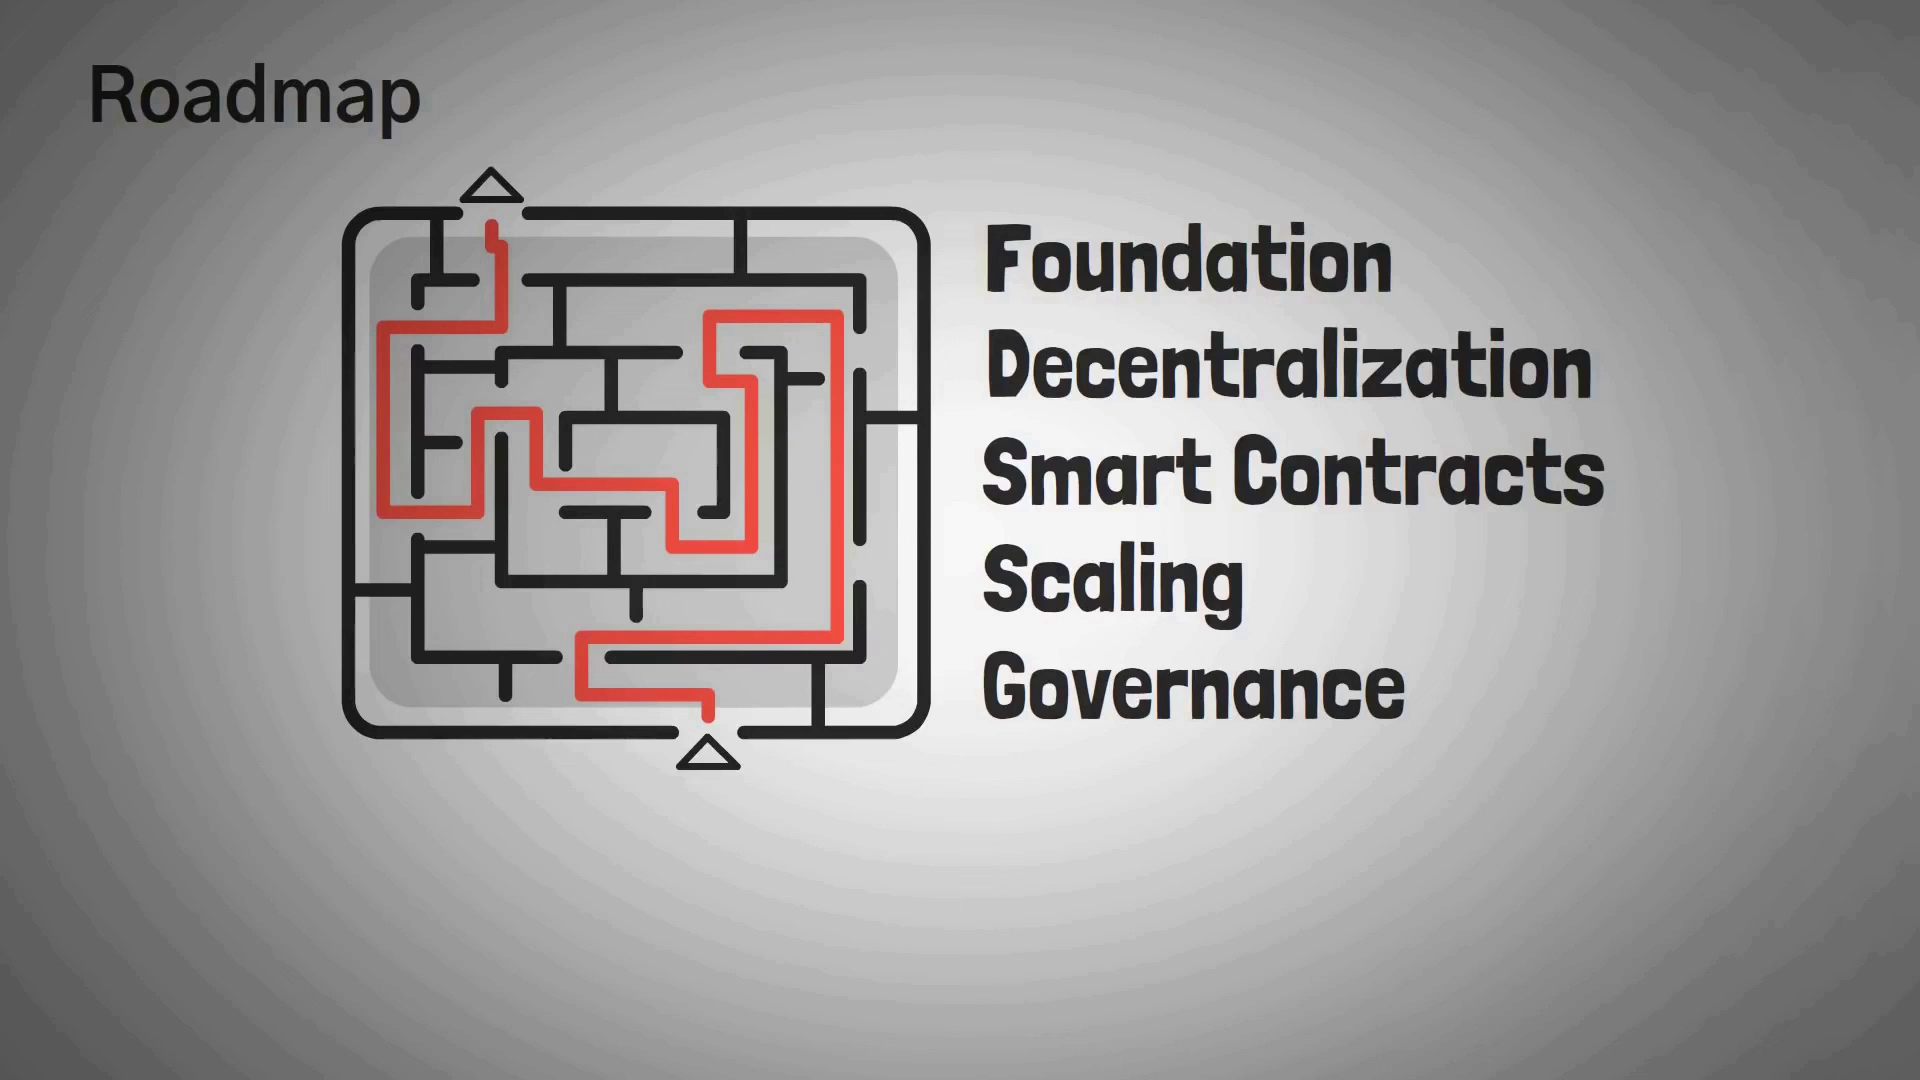 Roadmap
Foundation
Decentralization
Smart Contracts
Scaling
Governance